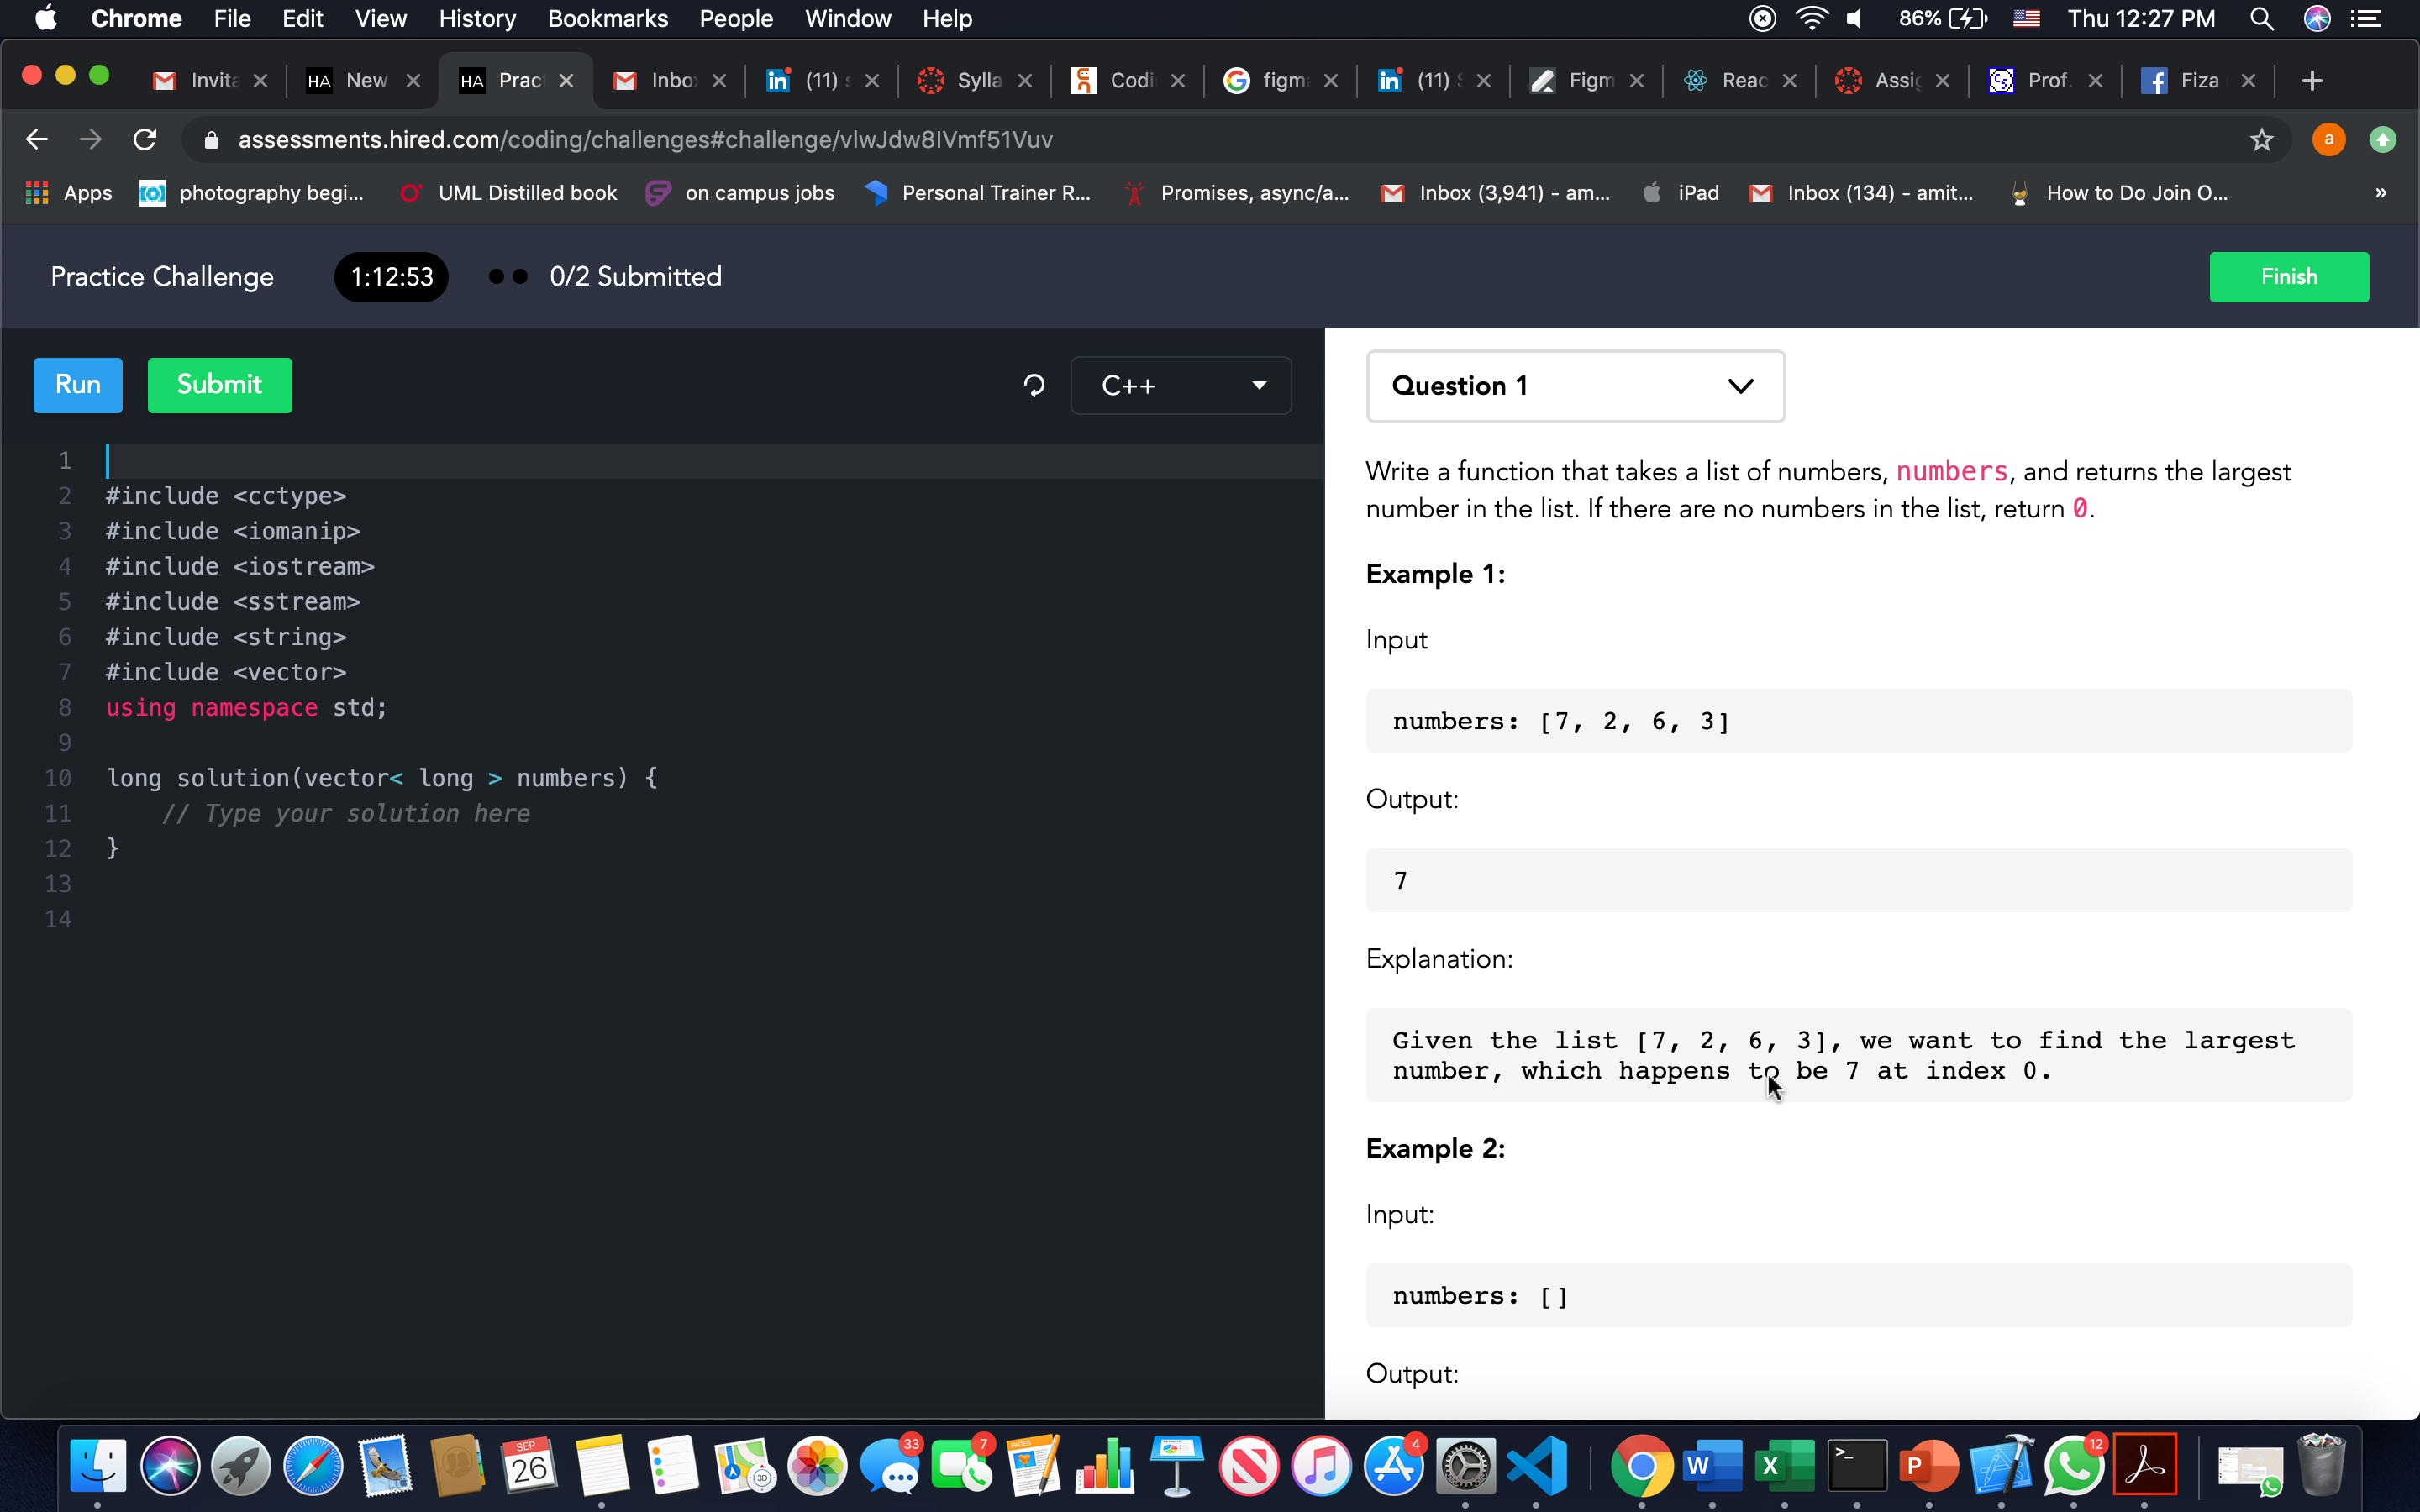 Chrome File Edit View History Bookmarks People Window Help 86% Thu 12:27 PM
Invita HA New HA Prac Inbo in (11) s Sylla Codi figm in (11) S Figm Reac Assig Prof. Fiza
assessments.hired.com/coding/challenges#challenge/vlwJdw8lVmf51Vuv a
Apps photography begi... UML Distilled book on campus jobs Personal Trainer R... Promises, async/a... Inbox (3,941) - am... iPad Inbox (134) - amit... How to Do Join O... »
Practice Challenge 1:12:53 0/2 Submitted Finish
Run Submit C++
1
2 #include <cctype>
3 #include <iomanip>
4 #include <iostream>
5 #include <sstream>
6 #include <string>
7 #include <vector>
8 using namespace std;
9
10 long solution(vector< long > numbers) {
11 // Type your solution here
12 }
13
14
Question 1
Write a function that takes a list of numbers, numbers, and returns the largest
number in the list. If there are no numbers in the list, return 0.
Example 1:
Input
numbers: [7, 2, 6, 3]
Output:
7
Explanation:
Given the list [7, 2, 6, 3], we want to find the largest
number, which happens to be 7 at index 0.
Example 2:
Input:
numbers: []
Output:
SEP
26
3D
33
7
PAGES
4
W
X
>_
P
12